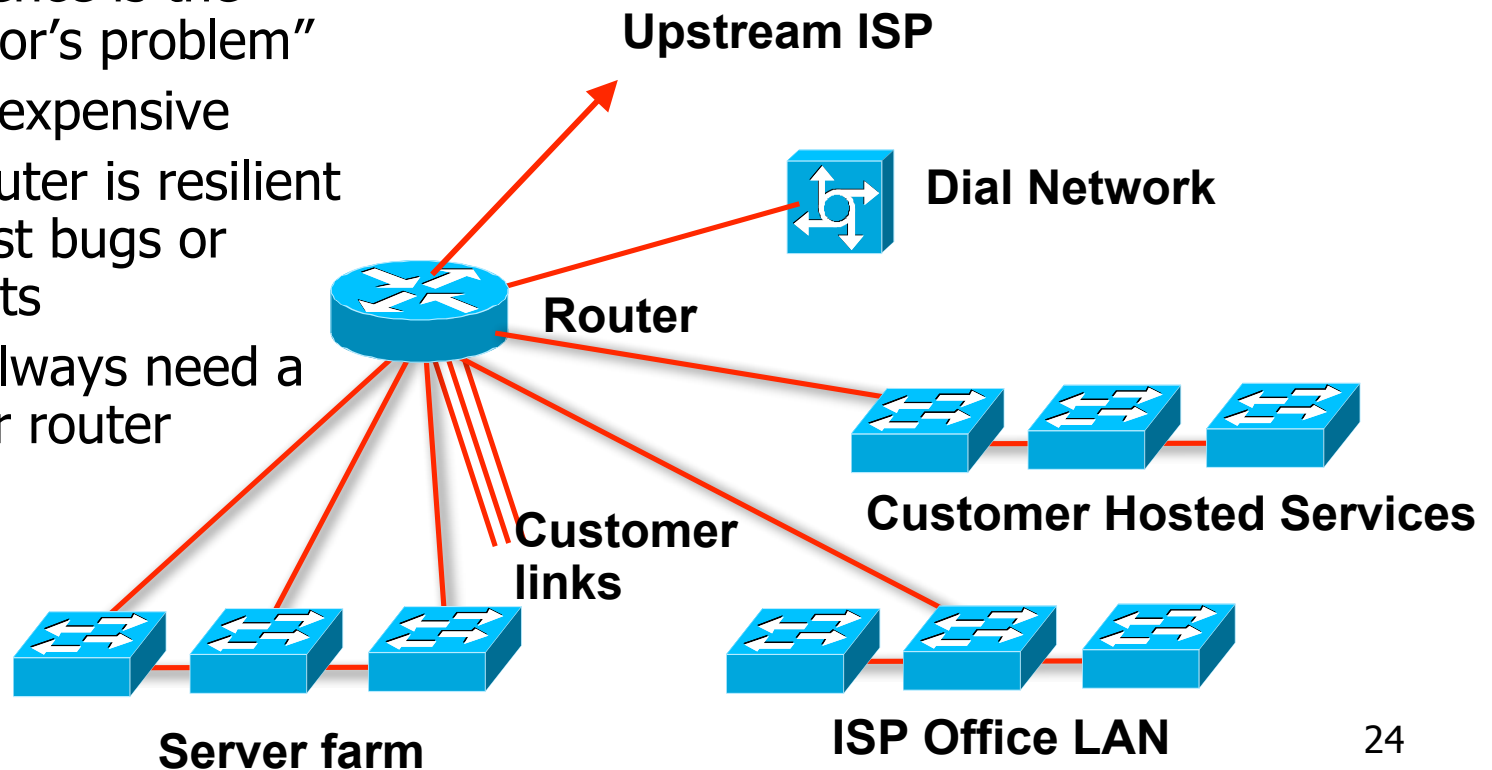 or’s problem”
expensive
uter is resilient
st bugs or
ts
lways need a
r router
Upstream ISP
Dial Network
Router
Customer Hosted Services
Customer
links
Server farm
ISP Office LAN
24